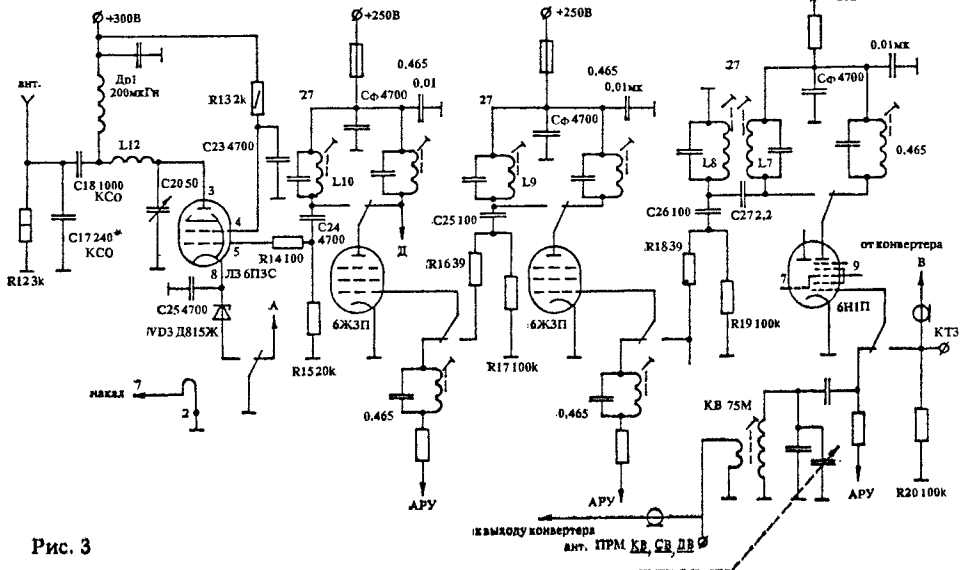 +300В
+250В
+250В
ант.
Др1
200мкГн
R13 2k
0,465
0,01
0,465
0,01мк
0,01мк
27
27
27
Сф 4700
Сф 4700
Сф 4700
C23 4700
L12
L10
L9
L8
L7
0,465
C18 1000
КСО
C20 50
3
4
5
8
C17 240*
КСО
R14 100
C24
4700
C25 100
C26 100
C27 2,2
Д
R12 3k
Л3 6П3С
C25 4700
VD3 Д815Ж
А
R16 39
R18 39
от конвертера
В
7
9
6Ж3П
6Ж3П
6Н1П
R19 100k
КТ3
R15 20k
R17 100k
накал
7
2
0,465
0,465
КВ 75М
АРУ
АРУ
АРУ
R20 100k
к выходу конвертера
ант. ПРМ КВ, СВ, ДВ
Рис. 3